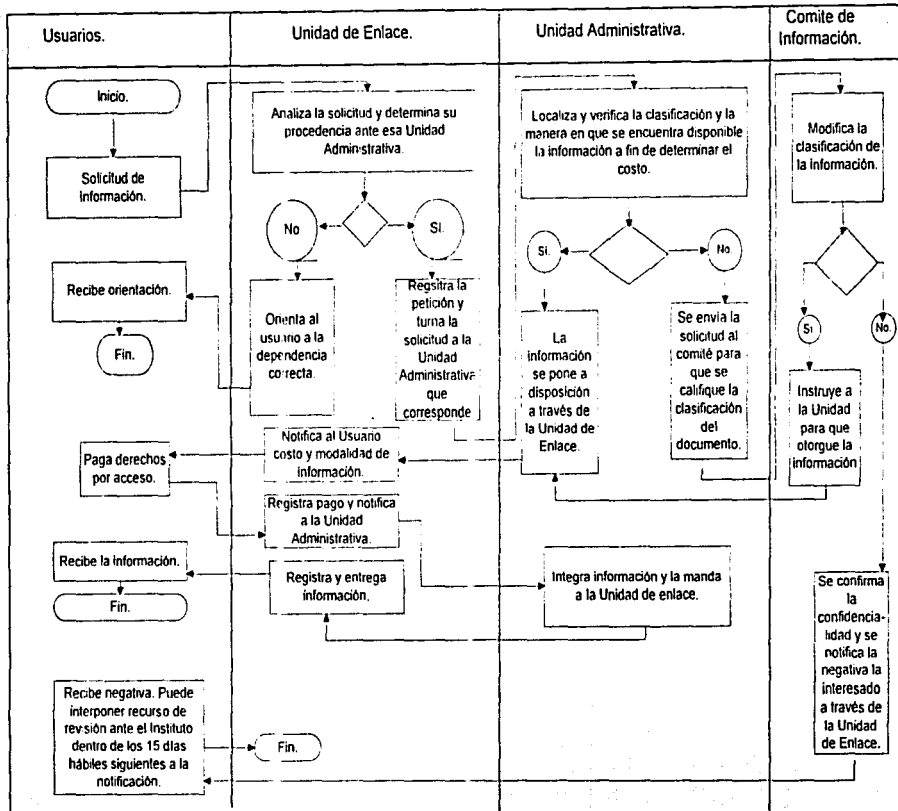 Usuarios.
Unidad de Enlace.
Unidad Administrativa.
Comite de
Información.
Inicio.
Solicitud de
Información.
Analiza la solicitud y determina su
procedencia ante esa Unidad
Administrativa.
No
Si.
Orienta al
usuario a la
dependencia
correcta.
Regsitra la
petición y
turna la
solicitud a la
Unidad
Administrativa
que
corresponde
Recibe orientación.
Fin.
Localiza y verifica la clasificación y la
manera en que se encuentra disponible
la información a fin de determinar el
costo.
Si.
No.
La
información
se pone a
disposición
a través de
la Unidad de
Enlace.
Se envia la
solicitud al
comité para
que se
califique la
clasificación
del
documento.
Modifica la
clasificación de
la información.
Si
No.
Instruye a
la Unidad
para que
otorgue la
información
Notifica al Usuario
costo y modalidad de
información.
Paga derechos
por acceso.
Registra pago y notifica
a la Unidad
Administrativa.
Integra información y la manda
a la Unidad de enlace.
Registra y entrega
información.
Recibe la Información.
Fin.
Se confirma
la
confidencia-
lidad y se
notifica la
negativa la
interesado
a través de
la Unidad
de Enlace.
Recibe negativa. Puede
interponer recurso de
revisión ante el Instituto
dentro de los 15 días
hábiles siguientes a la
notificación.
Fin.